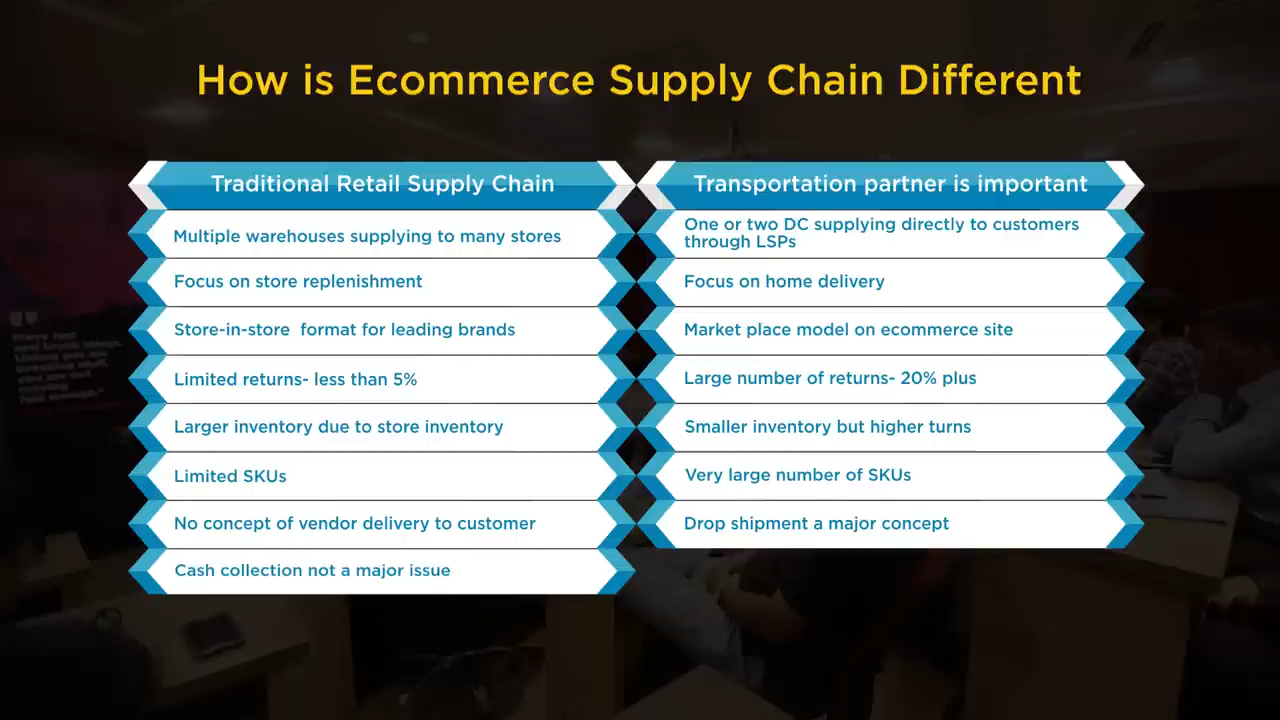 How is Ecommerce Supply Chain Different
Traditional Retail Supply Chain
Multiple warehouses supplying to many stores
Focus on store replenishment
Store-in-store format for leading brands
Limited returns- less than 5%
Larger inventory due to store inventory
Limited SKUs
No concept of vendor delivery to customer
Cash collection not a major issue
Transportation partner is important
One or two DC supplying directly to customers
through LSPs
Focus on home delivery
Market place model on ecommerce site
Large number of returns- 20% plus
Smaller inventory but higher turns
Very large number of SKUs
Drop shipment a major concept